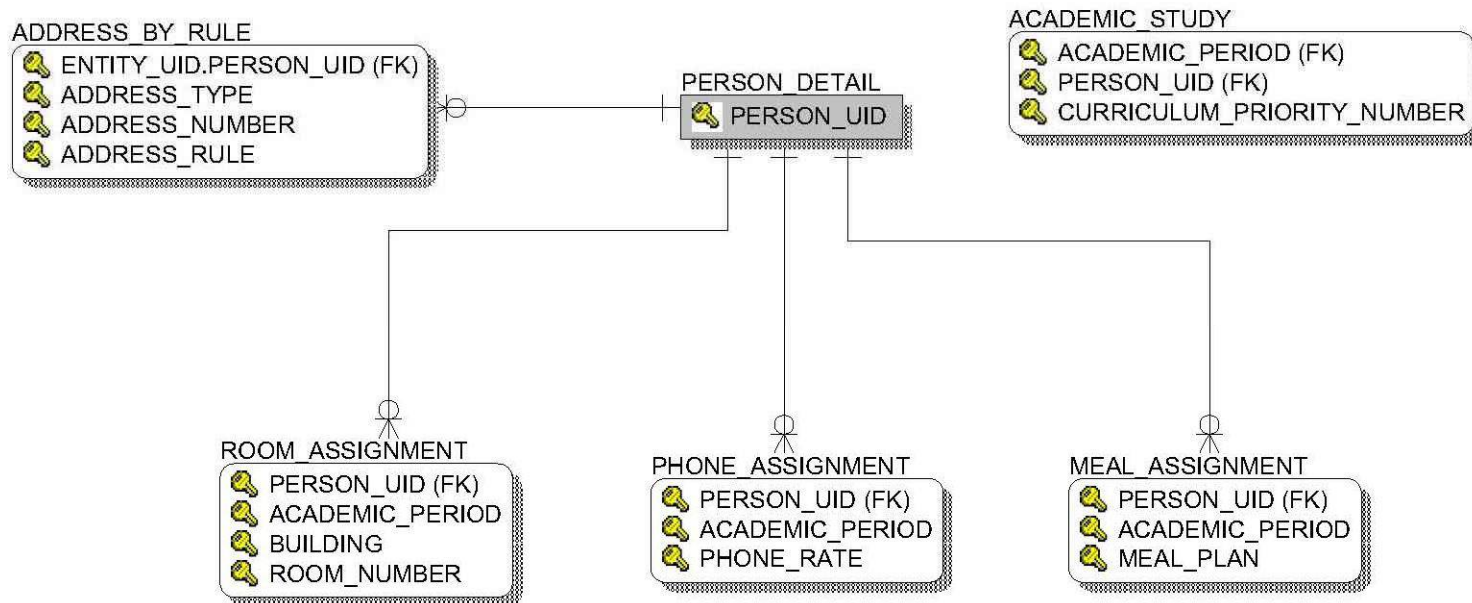 ADDRESS_BY_RULE
ENTITY_UID.PERSON_UID (FK)
ADDRESS_TYPE
ADDRESS_NUMBER
ADDRESS_RULE
PERSON_DETAIL
PERSON_UID
ACADEMIC_STUDY
ACADEMIC_PERIOD (FK)
PERSON_UID (FK)
CURRICULUM_PRIORITY_NUMBER
ROOM_ASSIGNMENT
PERSON_UID (FK)
ACADEMIC_PERIOD
BUILDING
ROOM_NUMBER
PHONE_ASSIGNMENT
PERSON_UID (FK)
ACADEMIC_PERIOD
PHONE_RATE
MEAL_ASSIGNMENT
PERSON_UID (FK)
ACADEMIC_PERIOD
MEAL_PLAN